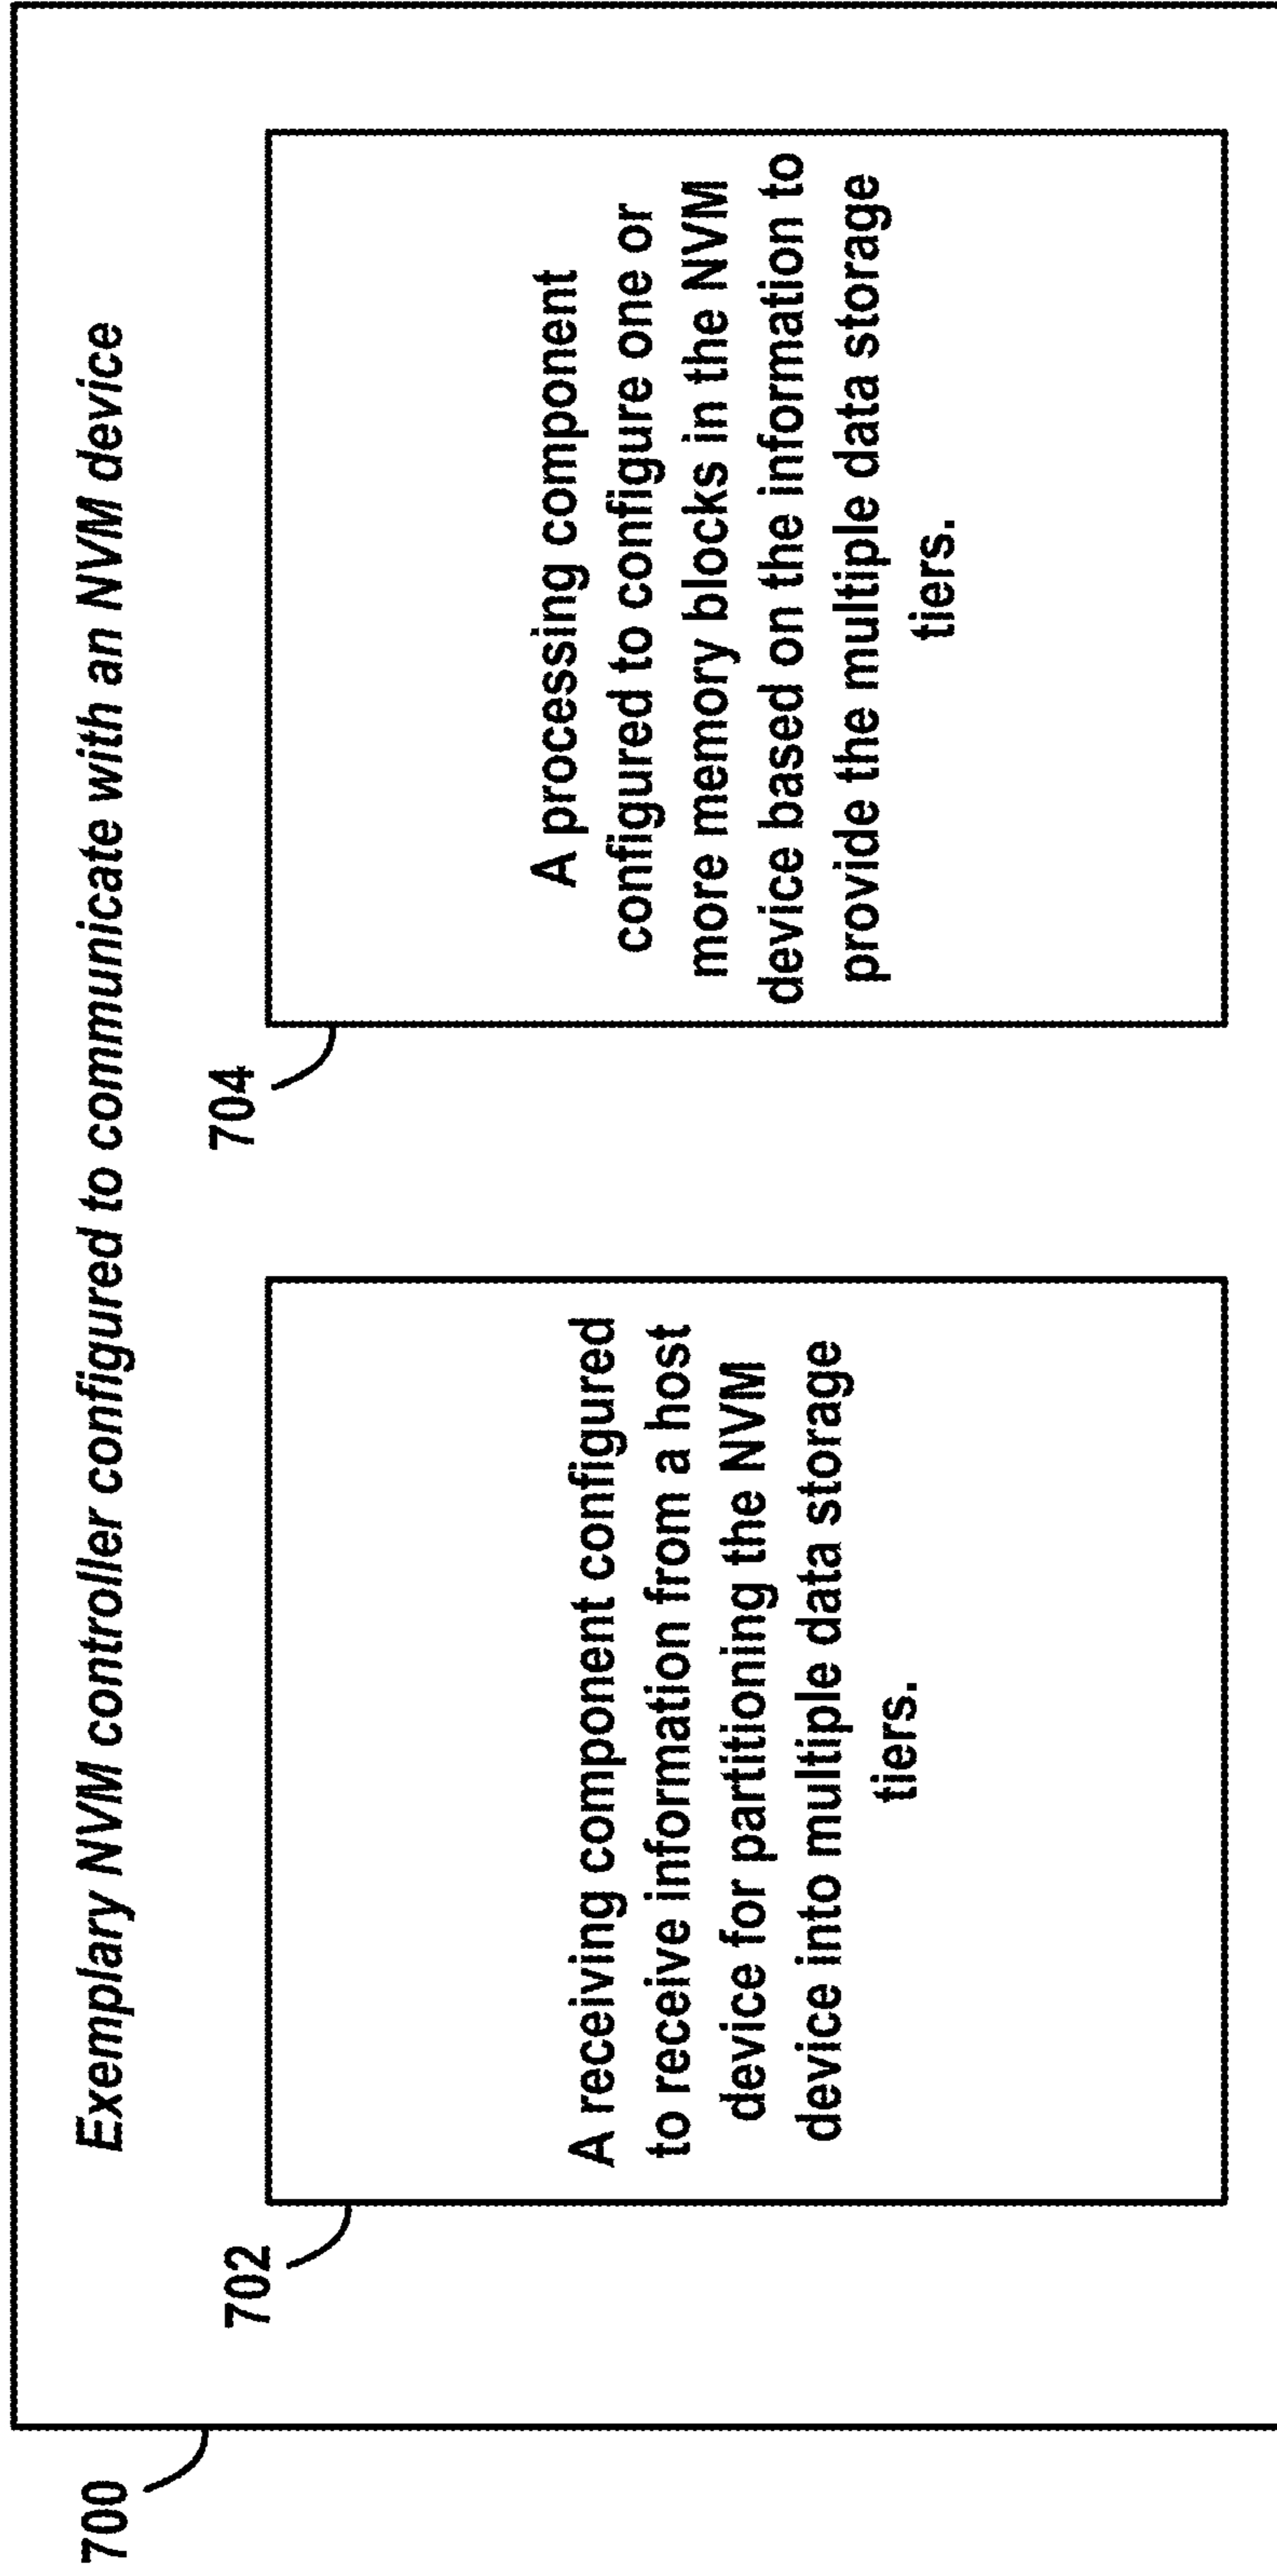 700
Exemplary NVM controller configured to communicate with an NVM device
702
A receiving component configured
to receive information from a host
device for partitioning the NVM
device into multiple data storage
tiers.
704
A processing component
configured to configure one or
more memory blocks in the NVM
device based on the information to
provide the multiple data storage
tiers.